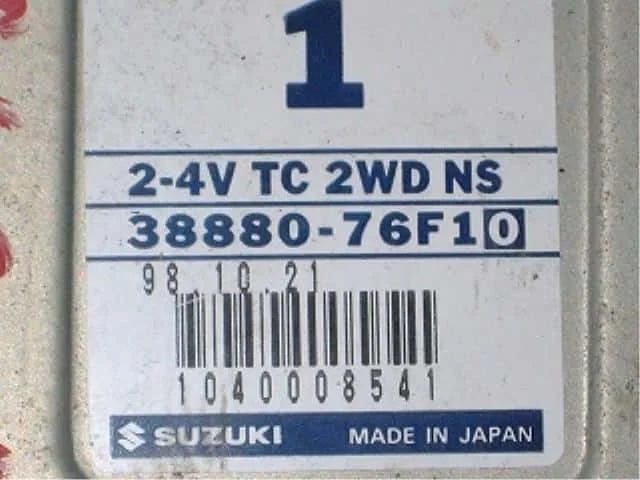 1
2-4V TC 2WD NS
38880-76F10
98.10.21
1040008541
SUZUKI MADE IN JAPAN